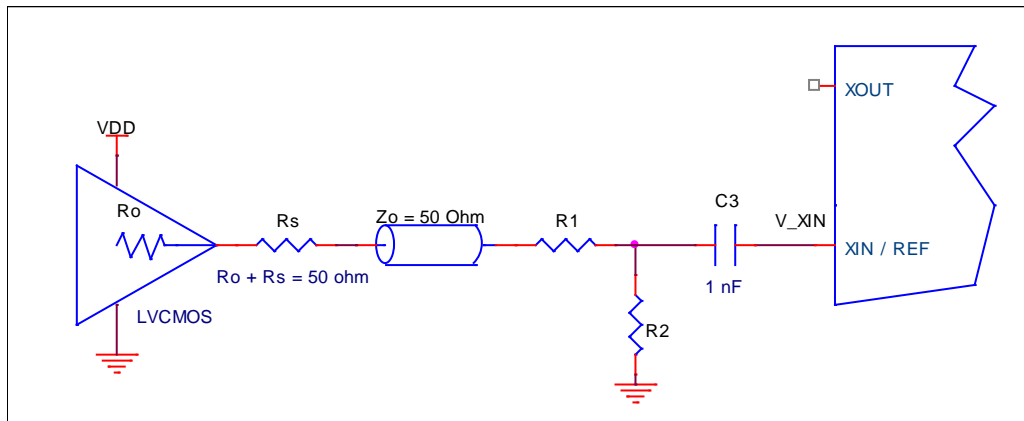 XOUT
VDD
Ro
Rs
Zo = 50 Ohm
R1
C3
V_XIN
XIN / REF
Ro + Rs = 50 ohm
1 nF
LVCMOS
R2